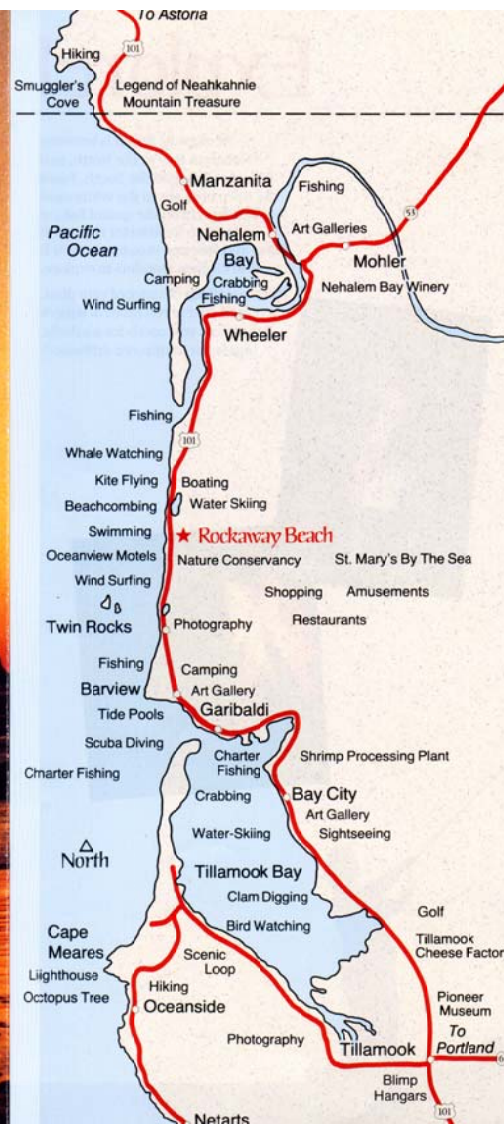 To Astoria
101
Hiking
Smuggler's
Cove
Legend of Neahkahnie
Mountain Treasure
Manzanita
Fishing
Golf
53
Pacific
Ocean
Nehalem
Bay
Art Galleries
Mohler
Camping
Crabbing
Fishing
Nehalem Bay Winery
Wind Surfing
Wheeler
Fishing
101
Whale Watching
Kite Flying
Boating
Beachcombing
Water Skiing
Swimming
Rockaway Beach
Oceanview Motels
Nature Conservancy
St. Mary's By The Sea
Wind Surfing
Shopping
Amusements
Twin Rocks
Photography
Restaurants
Fishing
Camping
Barview
Art Gallery
Tide Pools
Garibaldi
Scuba Diving
Charter
Fishing
Shrimp Processing Plant
Charter Fishing
Crabbing
Bay City
Art Gallery
Sightseeing
Water-Skiing
North
Tillamook Bay
Clam Digging
Golf
Bird Watching
Cape
Meares
Tillamook
Cheese Factor
Scenic
Loop
Liighthouse
Octopus Tree
Hiking
Oceanside
Pioneer
Museum
To
Portland
Photography
Tillamook
6
Blimp
Hangars
101
Netarts